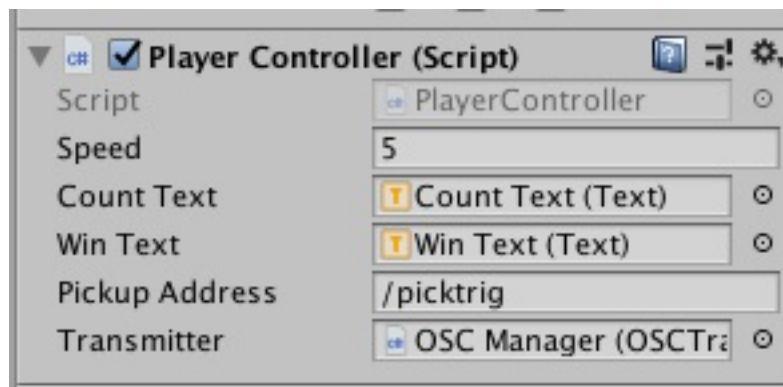 c# Player Controller (Script)
Script c# PlayerController
Speed 5
Count Text T Count Text (Text)
Win Text T Win Text (Text)
Pickup Address /picktrig
Transmitter c# OSC Manager (OSCTra